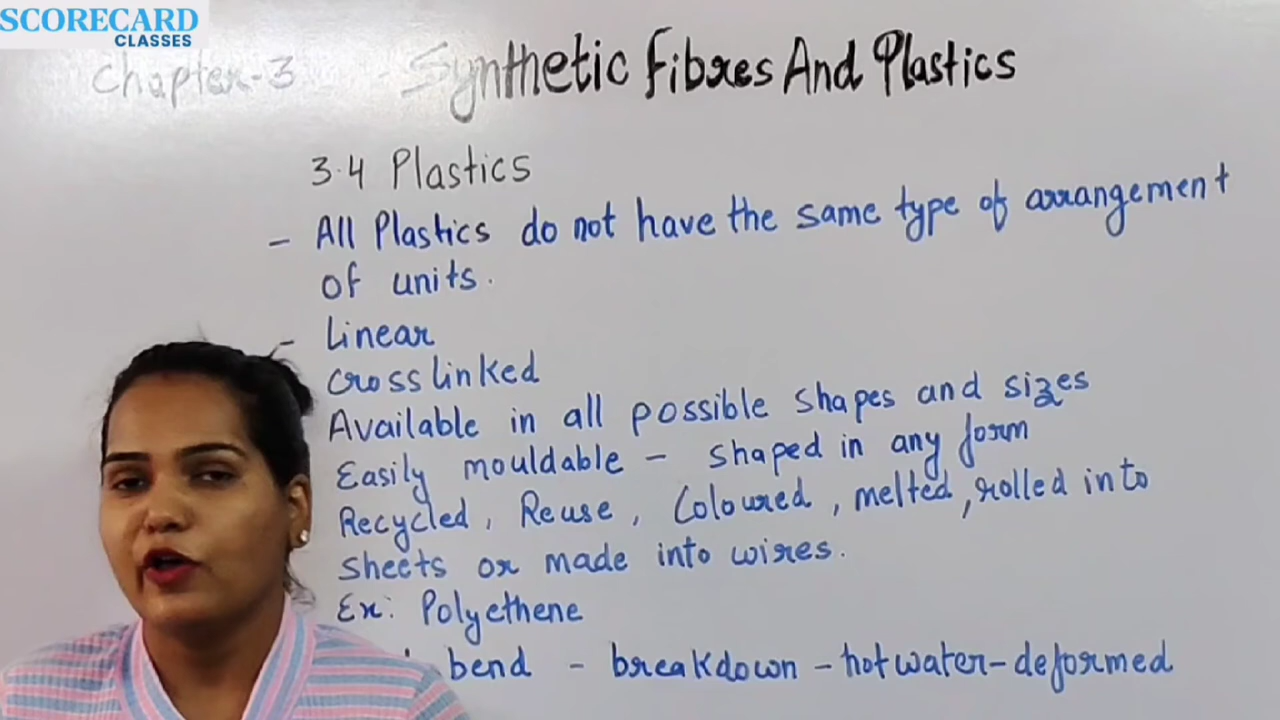 SCORECARD
CLASSES
Chapter-3 Synthetic Fibres And Plastics
3.4 Plastics
- All Plastics do not have the same type of arrangement
of units.
- Linear
Cross linked
Available in all possible shapes and sizes
Easily mouldable - shaped in any form
Recycled, Reuse, Coloured, melted, rolled into
sheets or made into wires.
Ex: Polyethene
bend - breakdown - hot water - deformed